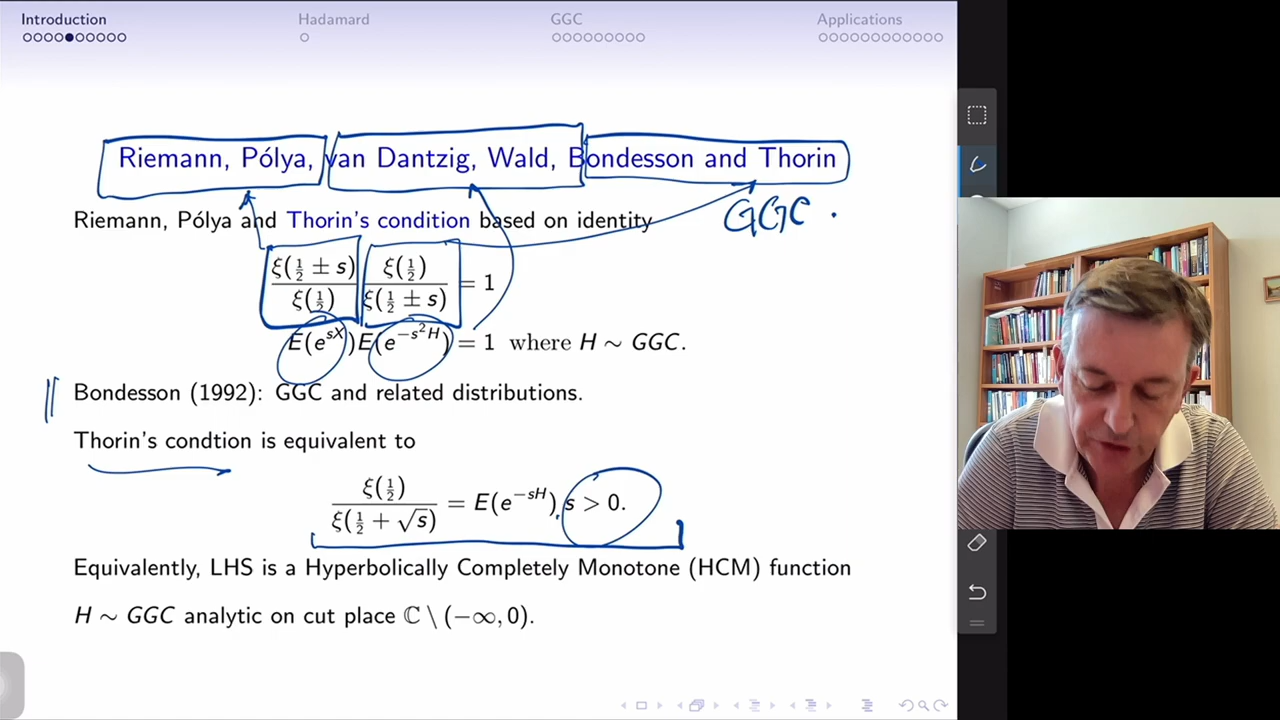 Introduction Hadamard GGC Applications
Riemann, Pólya, van Dantzig, Wald, Bondesson and Thorin
GGC .
Riemann, Pólya and Thorin's condition based on identity
ξ(½ ± s)/ξ(½) ξ(½)/ξ(½ ± s) = 1
E(e^{sX})E(e^{−s²H}) = 1 where H ∼ GGC.
Bondesson (1992): GGC and related distributions.
Thorin's condtion is equivalent to
ξ(½)/ξ(½ + √s) = E(e^{−sH}), s > 0.
Equivalently, LHS is a Hyperbolically Completely Monotone (HCM) function
H ∼ GGC analytic on cut place ℂ \ (−∞, 0).